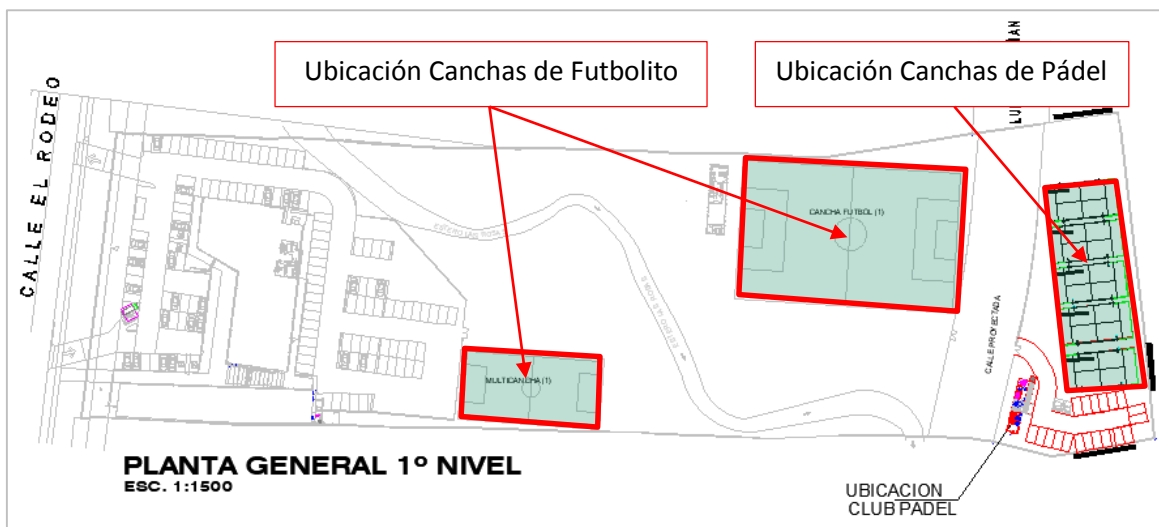 Ubicación Canchas de Futbolito
Ubicación Canchas de Pádel
CALLE EL RODEO
CANCHA FUTBOL (1)
MULTICANCHA (1)
CALLE PROYECTADA
PLANTA GENERAL 1º NIVEL
ESC. 1:1500
UBICACION
CLUB PADEL